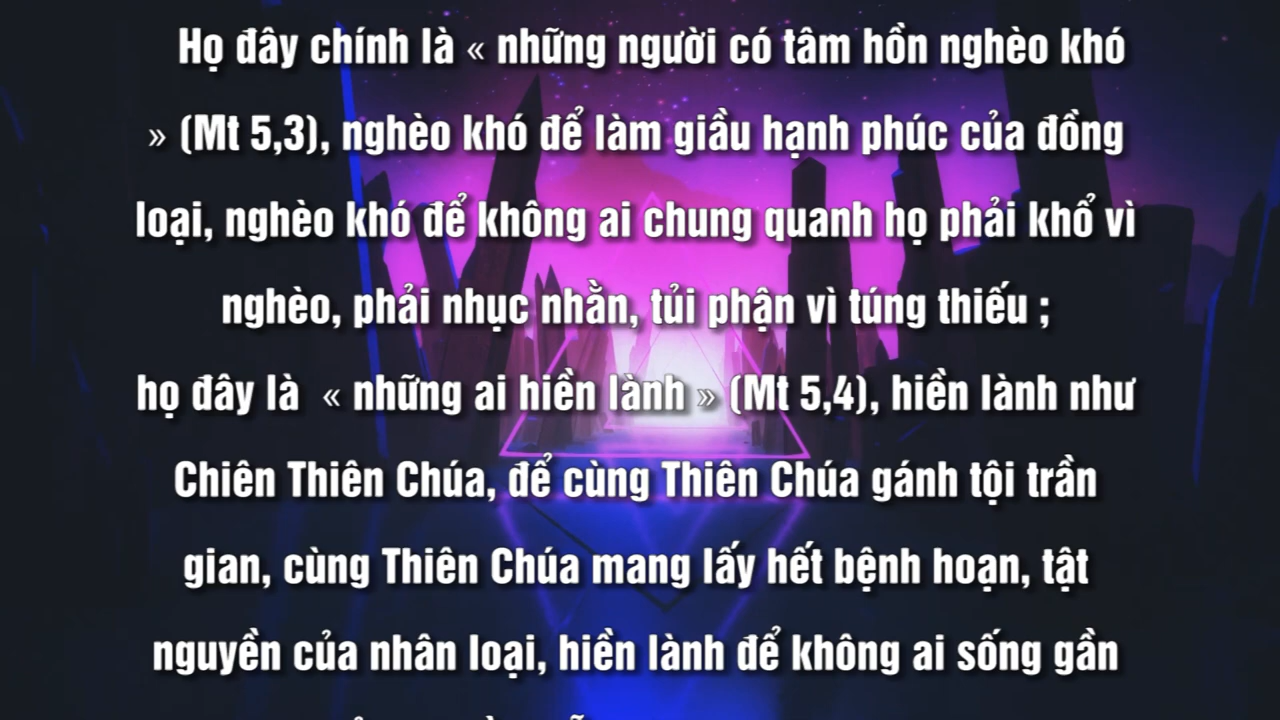 Họ đây chính là « những người có tâm hồn nghèo khó
» (Mt 5,3), nghèo khó để làm giầu hạnh phúc của đồng
loại, nghèo khó để không ai chung quanh họ phải khổ vì
nghèo, phải nhục nhằn, tủi phận vì túng thiếu ;
họ đây là « những ai hiền lành » (Mt 5,4), hiền lành như
Chiên Thiên Chúa, để cùng Thiên Chúa gánh tội trần
gian, cùng Thiên Chúa mang lấy hết bệnh hoạn, tật
nguyền của nhân loại, hiền lành để không ai sống gần